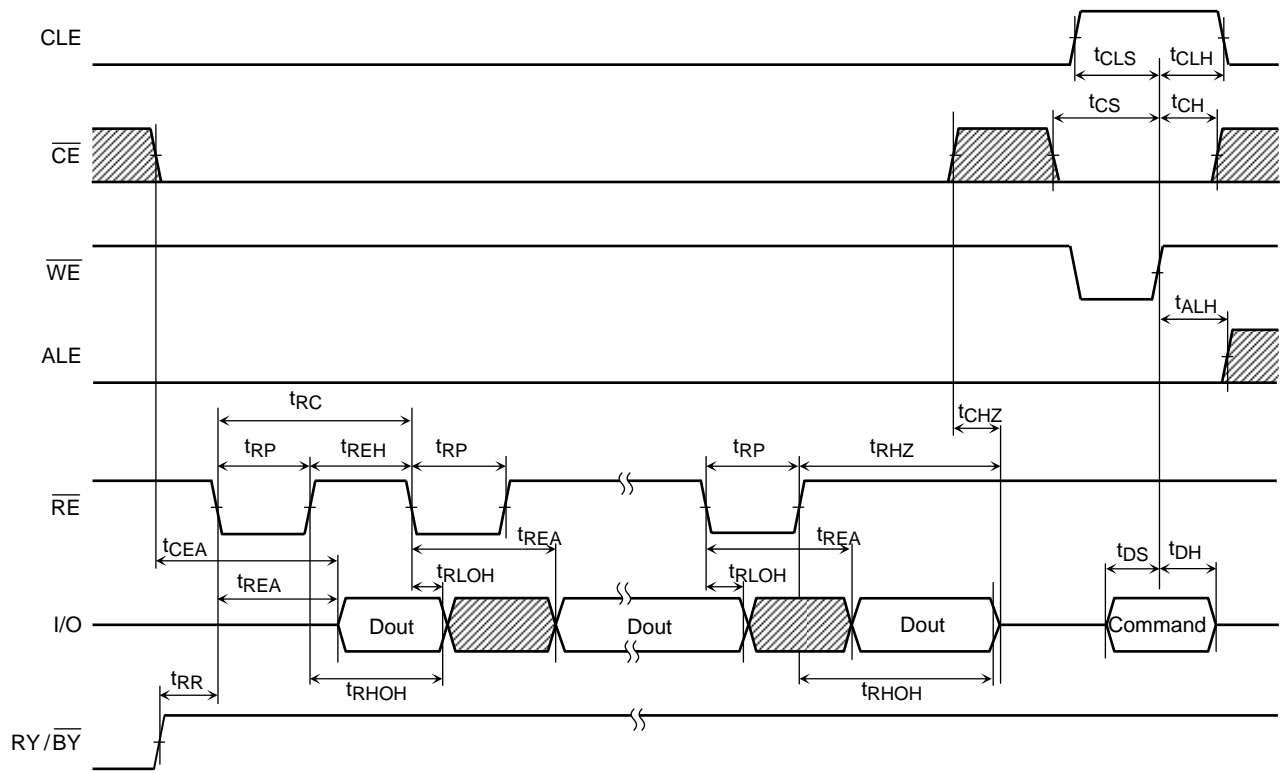 CLE
tCLS tCLH
tCS tCH
CE
WE
tALH
ALE
tRC
tCHZ
tRP tREH tRP tRP tRHZ
RE
tCEA
tREA tREA
tDS tDH
tREA tRLOH tRLOH
I/O Dout Dout Dout Command
tRR
tRHOH tRHOH
RY/BY